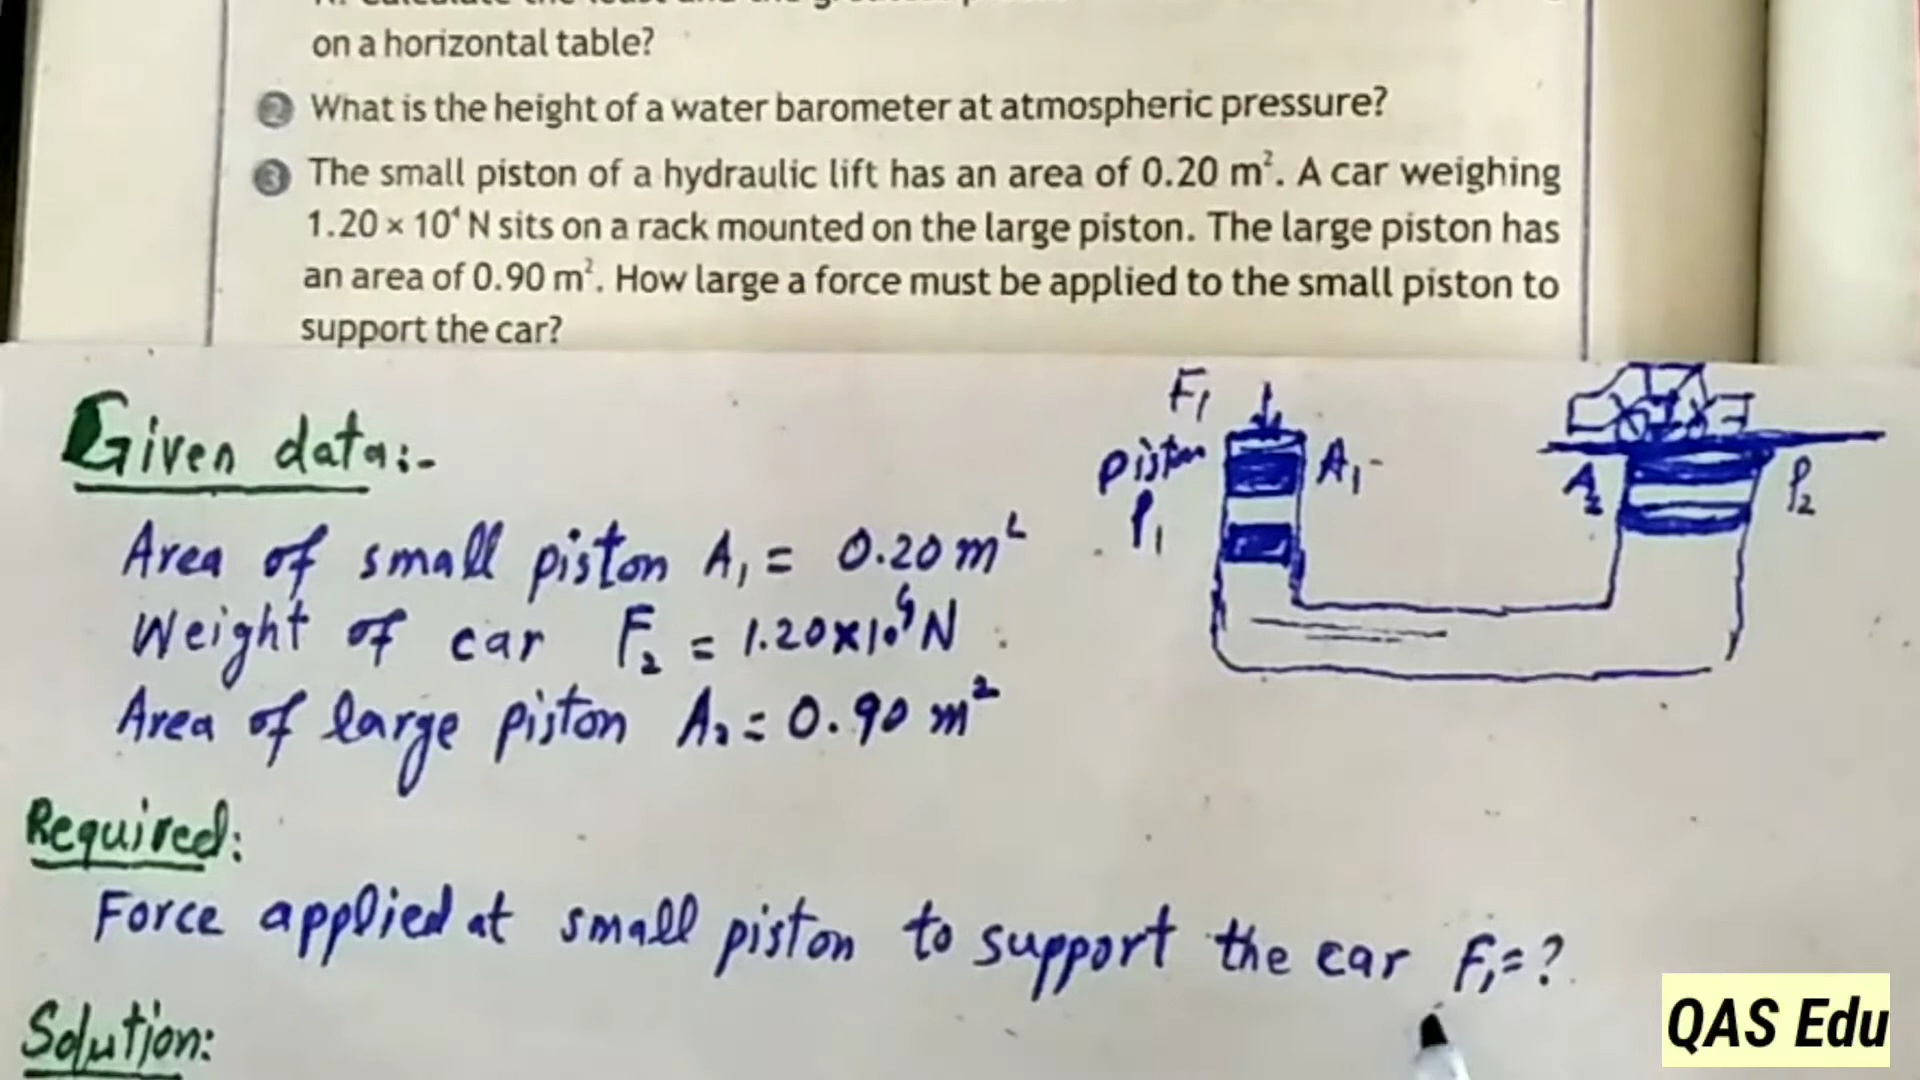 on a horizontal table?
2 What is the height of a water barometer at atmospheric pressure?
3 The small piston of a hydraulic lift has an area of 0.20 m². A car weighing
1.20 × 10⁴ N sits on a rack mounted on the large piston. The large piston has
an area of 0.90 m². How large a force must be applied to the small piston to
support the car?
Given data:-
Area of small piston A₁ = 0.20 m²
Weight of car F₂ = 1.20×10⁴ N
Area of large piston A₂ = 0.90 m²
F₁
piston A₁
P₁
A₂ P₂
Required:
Force applied at small piston to support the car F₁=?
Solution:
QAS Edu